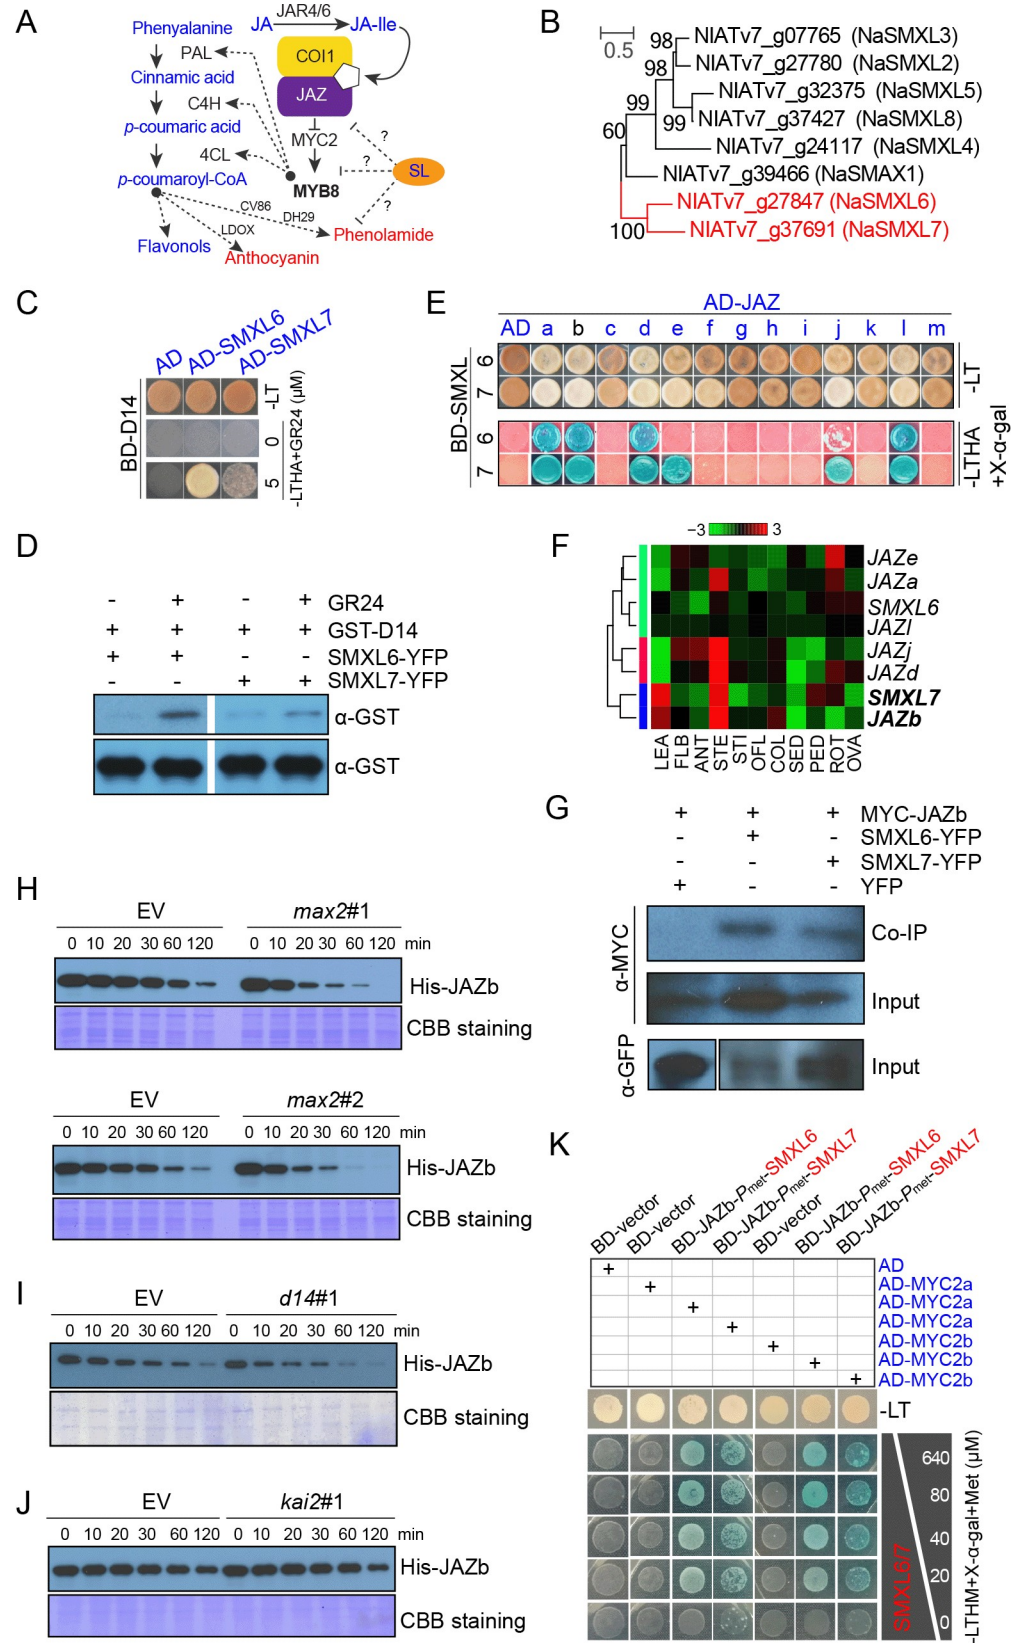 A
JAR4/6
JA
JA-Ile
Phenyalanine
PAL
COI1
Cinnamic acid
JAZ
C4H
p-coumaric acid
MYC2
?
?
4CL
SL
p-coumaroyl-CoA
MYB8
?
CV86
DH29
LDOX
Phenolamide
Flavonols
Anthocyanin
B
0.5
98
NIATv7_g07765 (NaSMXL3)
98
NIATv7_g27780 (NaSMXL2)
NIATv7_g32375 (NaSMXL5)
99
99
NIATv7_g37427 (NaSMXL8)
60
NIATv7_g24117 (NaSMXL4)
NIATv7_g39466 (NaSMAX1)
NIATv7_g27847 (NaSMXL6)
100
NIATv7_g37691 (NaSMXL7)
C
AD
AD-SMXL6
AD-SMXL7
BD-D14
-LT
0
5
-LTHA+GR24 (μM)
E
AD-JAZ
AD a b c d e f g h i j k l m
BD-SMXL
6
7
-LT
6
7
-LTHA
+X-α-gal
D
- + - + GR24
+ + + + GST-D14
+ + - - SMXL6-YFP
- - + + SMXL7-YFP
α-GST
α-GST
F
−3 3
JAZe
JAZa
SMXL6
JAZl
JAZj
JAZd
SMXL7
JAZb
LEA FLB ANT STE STI OFL COL SED PED ROT OVA
G
+ + + MYC-JAZb
- + - SMXL6-YFP
- - + SMXL7-YFP
+ - - YFP
α-MYC
Co-IP
Input
α-GFP
Input
H
EV max2#1
0 10 20 30 60 120 0 10 20 30 60 120 min
His-JAZb
CBB staining
EV max2#2
0 10 20 30 60 120 0 10 20 30 60 120 min
His-JAZb
CBB staining
I
EV d14#1
0 10 20 30 60 120 0 10 20 30 60 120 min
His-JAZb
CBB staining
J
EV kai2#1
0 10 20 30 60 120 0 10 20 30 60 120 min
His-JAZb
CBB staining
K
BD-vector
BD-vector
BD-JAZb-Pmet-SMXL6
BD-JAZb-Pmet-SMXL7
BD-vector
BD-JAZb-Pmet-SMXL6
BD-JAZb-Pmet-SMXL7
+ AD
+ AD-MYC2a
+ AD-MYC2a
+ AD-MYC2a
+ AD-MYC2b
+ AD-MYC2b
+ AD-MYC2b
-LT
640
80
40
20
0
SMXL6/7
-LTHM+X-α-gal+Met (μM)